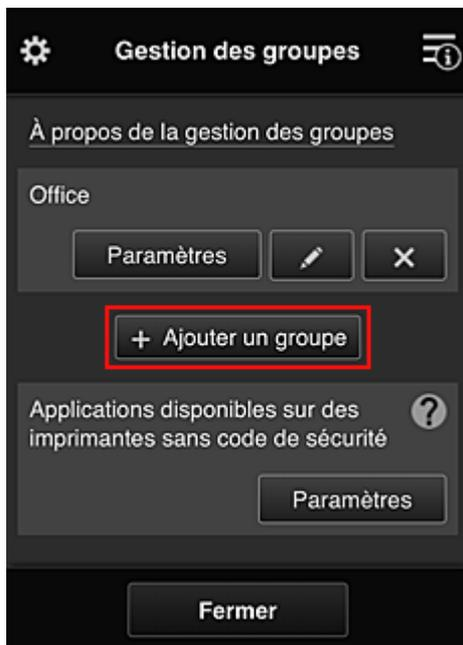 Gestion des groupes
À propos de la gestion des groupes
Office
Paramètres
+ Ajouter un groupe
Applications disponibles sur des
imprimantes sans code de sécurité
?
Paramètres
Fermer